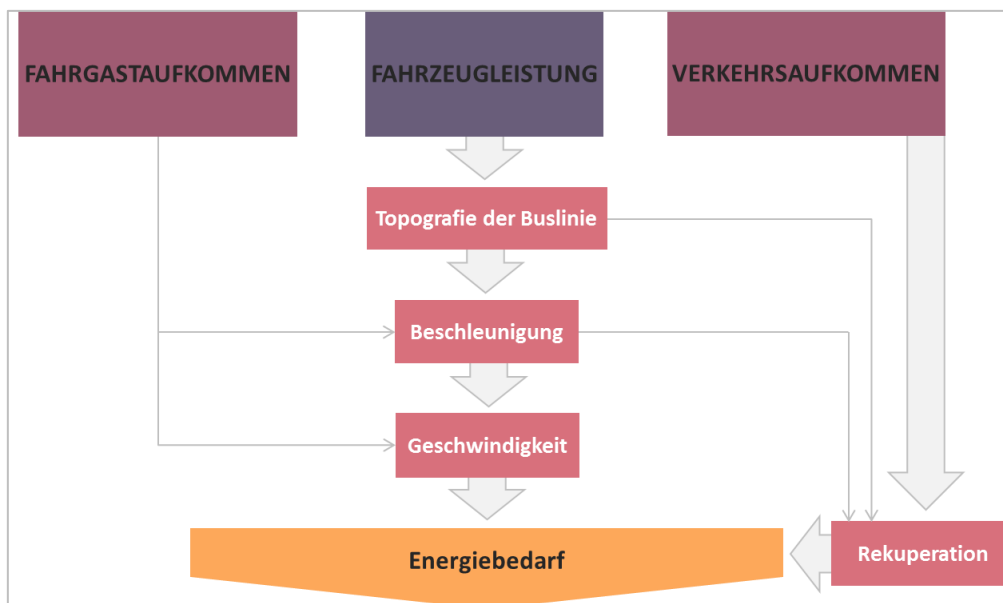 FAHRGASTAUFKOMMEN
FAHRZEUGLEISTUNG
VERKEHRSAUFKOMMEN
Topografie der Buslinie
Beschleunigung
Geschwindigkeit
Energiebedarf
Rekuperation